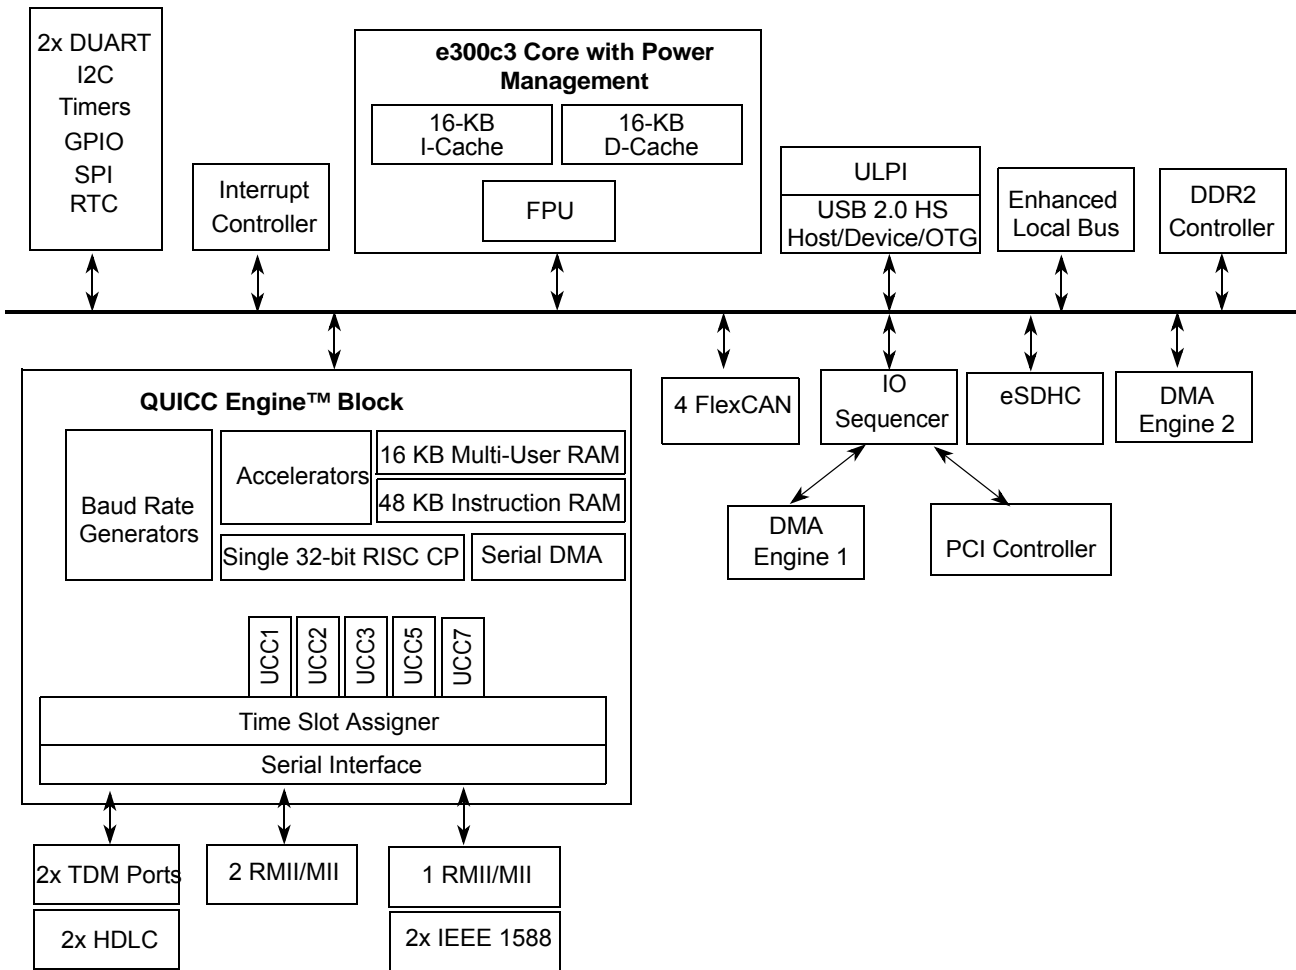 2x DUART
I2C
Timers
GPIO
SPI
RTC
Interrupt
Controller
e300c3 Core with Power
Management
16-KB
I-Cache
16-KB
D-Cache
FPU
ULPI
USB 2.0 HS
Host/Device/OTG
Enhanced
Local Bus
DDR2
Controller
QUICC Engine™ Block
Baud Rate
Generators
Accelerators
16 KB Multi-User RAM
48 KB Instruction RAM
Single 32-bit RISC CP
Serial DMA
UCC1
UCC2
UCC3
UCC5
UCC7
Time Slot Assigner
Serial Interface
4 FlexCAN
IO
Sequencer
eSDHC
DMA
Engine 2
DMA
Engine 1
PCI Controller
2x TDM Ports
2x HDLC
2 RMII/MII
1 RMII/MII
2x IEEE 1588